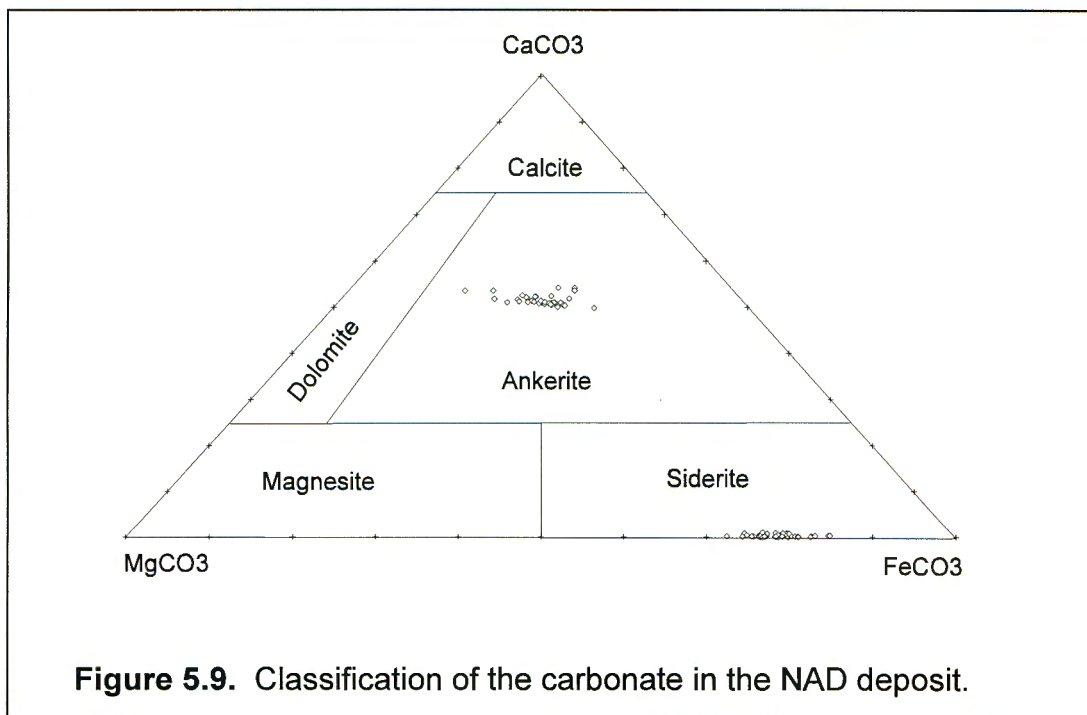 CaCO3
Calcite
Dolomite
Ankerite
Magnesite
Siderite
MgCO3
FeCO3
Figure 5.9. Classification of the carbonate in the NAD deposit.